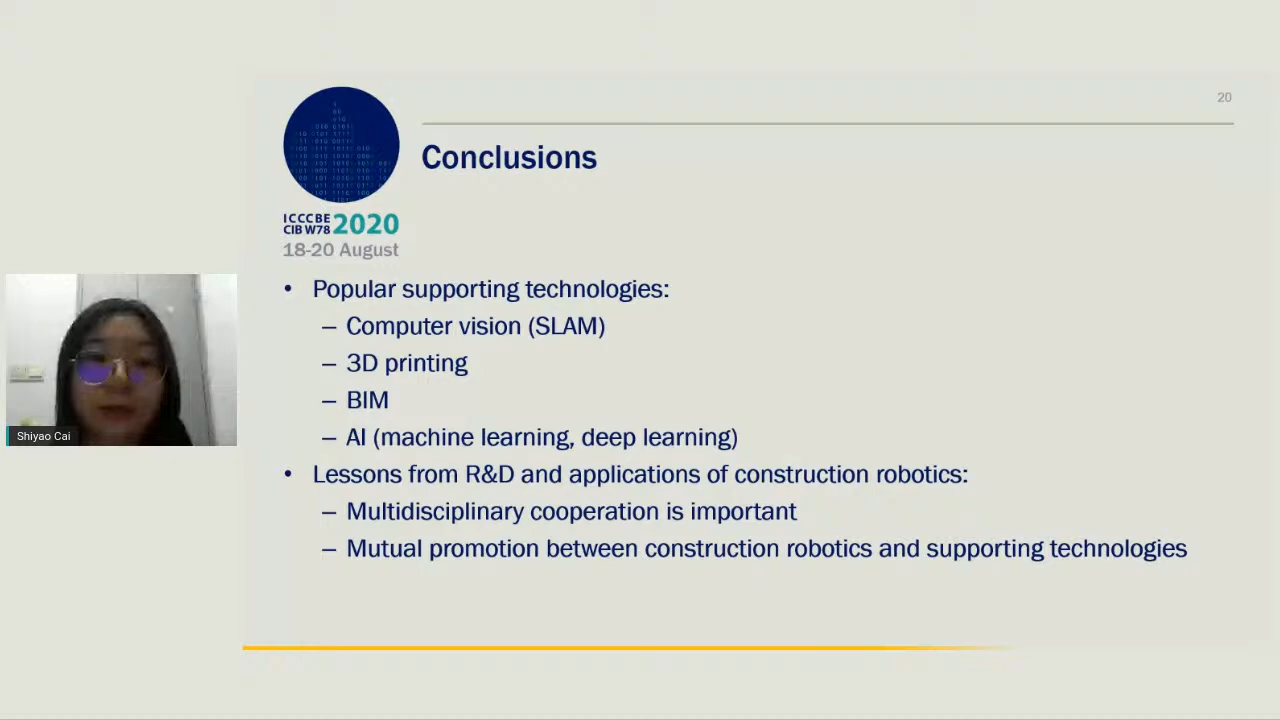 20
Conclusions
ICCCBE
CIB W78 2020
18-20 August
• Popular supporting technologies:
– Computer vision (SLAM)
– 3D printing
– BIM
– AI (machine learning, deep learning)
• Lessons from R&D and applications of construction robotics:
– Multidisciplinary cooperation is important
– Mutual promotion between construction robotics and supporting technologies
Shiyao Cai